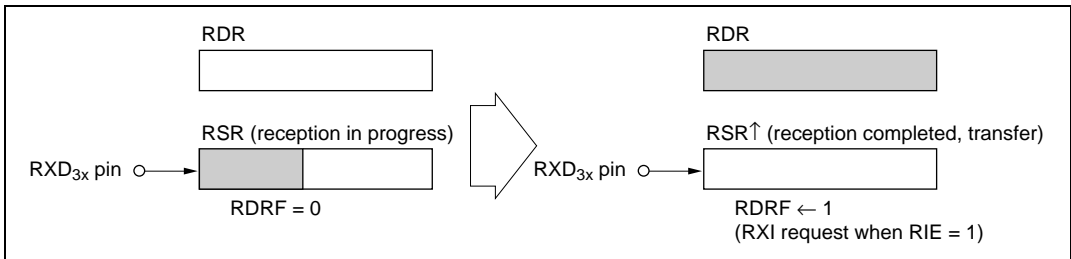 RDR
RSR (reception in progress)
RXD3x pin
RDRF = 0
RDR
RSR↑ (reception completed, transfer)
RXD3x pin
RDRF ← 1
(RXI request when RIE = 1)